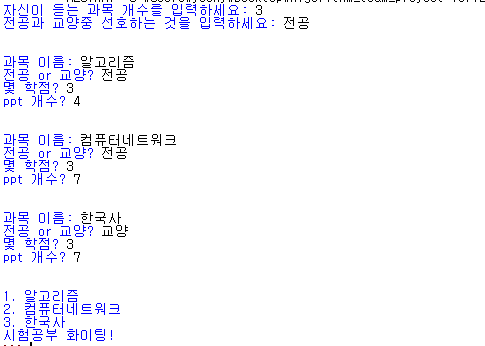 자신이 듣는 과목 개수를 입력하세요: 3
전공과 교양중 선호하는 것을 입력하세요: 전공
과목 이름: 알고리즘
전공 or 교양? 전공
몇 학점? 3
ppt 개수? 4
과목 이름: 컴퓨터네트워크
전공 or 교양? 전공
몇 학점? 3
ppt 개수? 7
과목 이름: 한국사
전공 or 교양? 교양
몇 학점? 3
ppt 개수? 7
1. 알고리즘
2. 컴퓨터네트워크
3. 한국사
시험공부 화이팅!